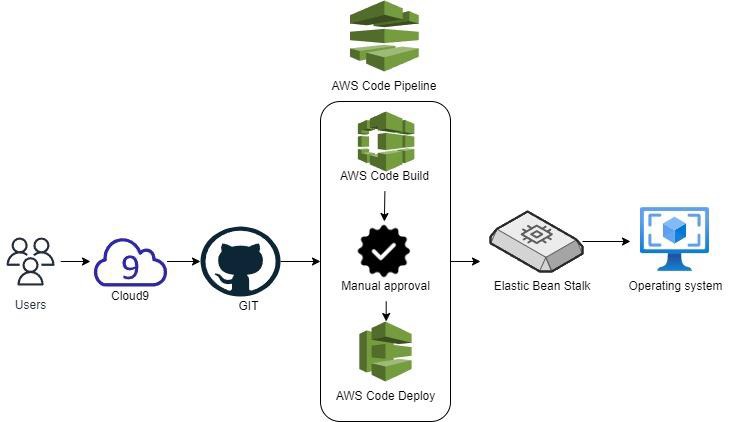 AWS Code Pipeline
AWS Code Build
Manual approval
AWS Code Deploy
Users
9
Cloud9
GIT
Elastic Bean Stalk
Operating system